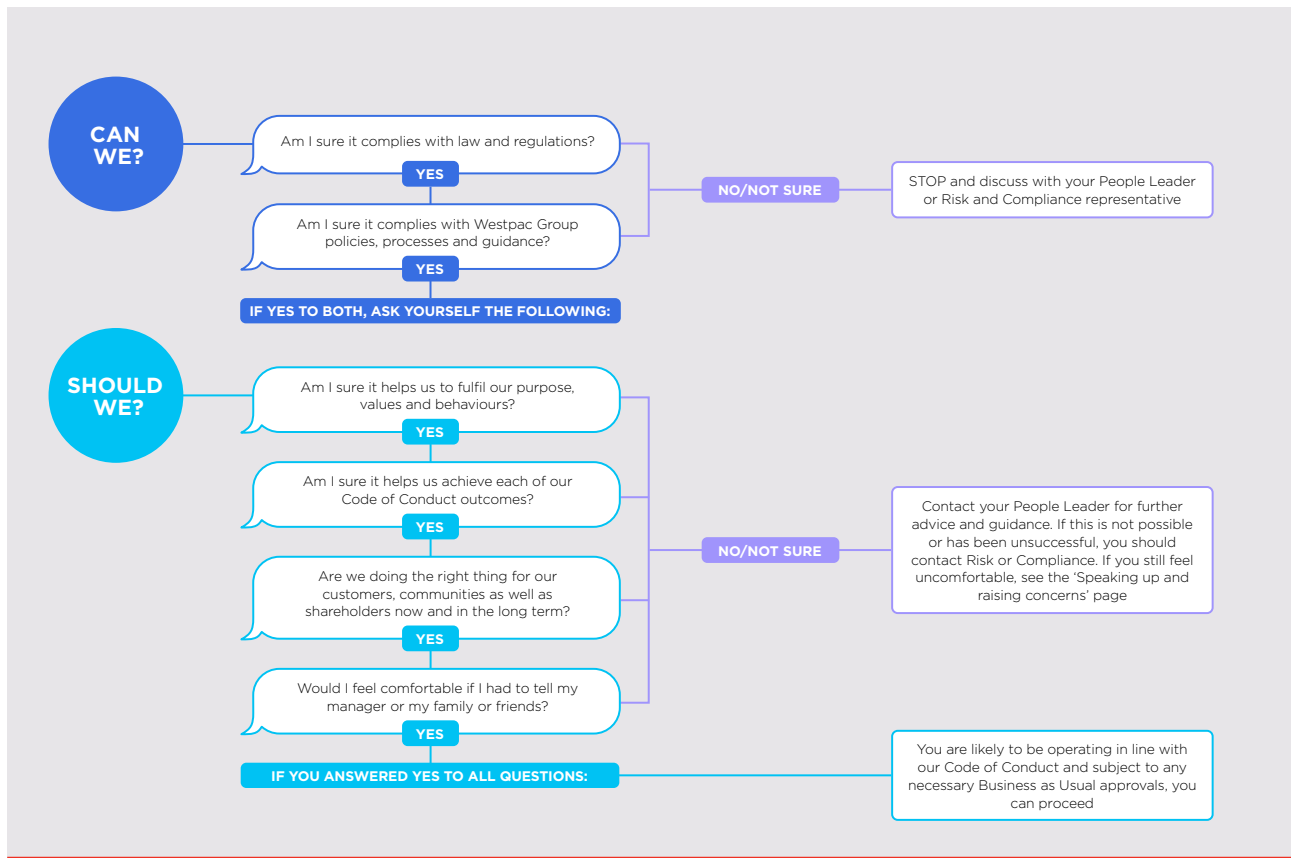 CAN
WE?
Am I sure it complies with law and regulations?
YES
NO/NOT SURE
STOP and discuss with your People Leader
or Risk and Compliance representative
Am I sure it complies with Westpac Group
policies, processes and guidance?
YES
IF YES TO BOTH, ASK YOURSELF THE FOLLOWING:
SHOULD
WE?
Am I sure it helps us to fulfil our purpose,
values and behaviours?
YES
Am I sure it helps us achieve each of our
Code of Conduct outcomes?
YES
Are we doing the right thing for our
customers, communities as well as
shareholders now and in the long term?
YES
Would I feel comfortable if I had to tell my
manager or my family or friends?
YES
NO/NOT SURE
Contact your People Leader for further
advice and guidance. If this is not possible
or has been unsuccessful, you should
contact Risk or Compliance. If you still feel
uncomfortable, see the ‘Speaking up and
raising concerns’ page
IF YOU ANSWERED YES TO ALL QUESTIONS:
You are likely to be operating in line with
our Code of Conduct and subject to any
necessary Business as Usual approvals, you
can proceed